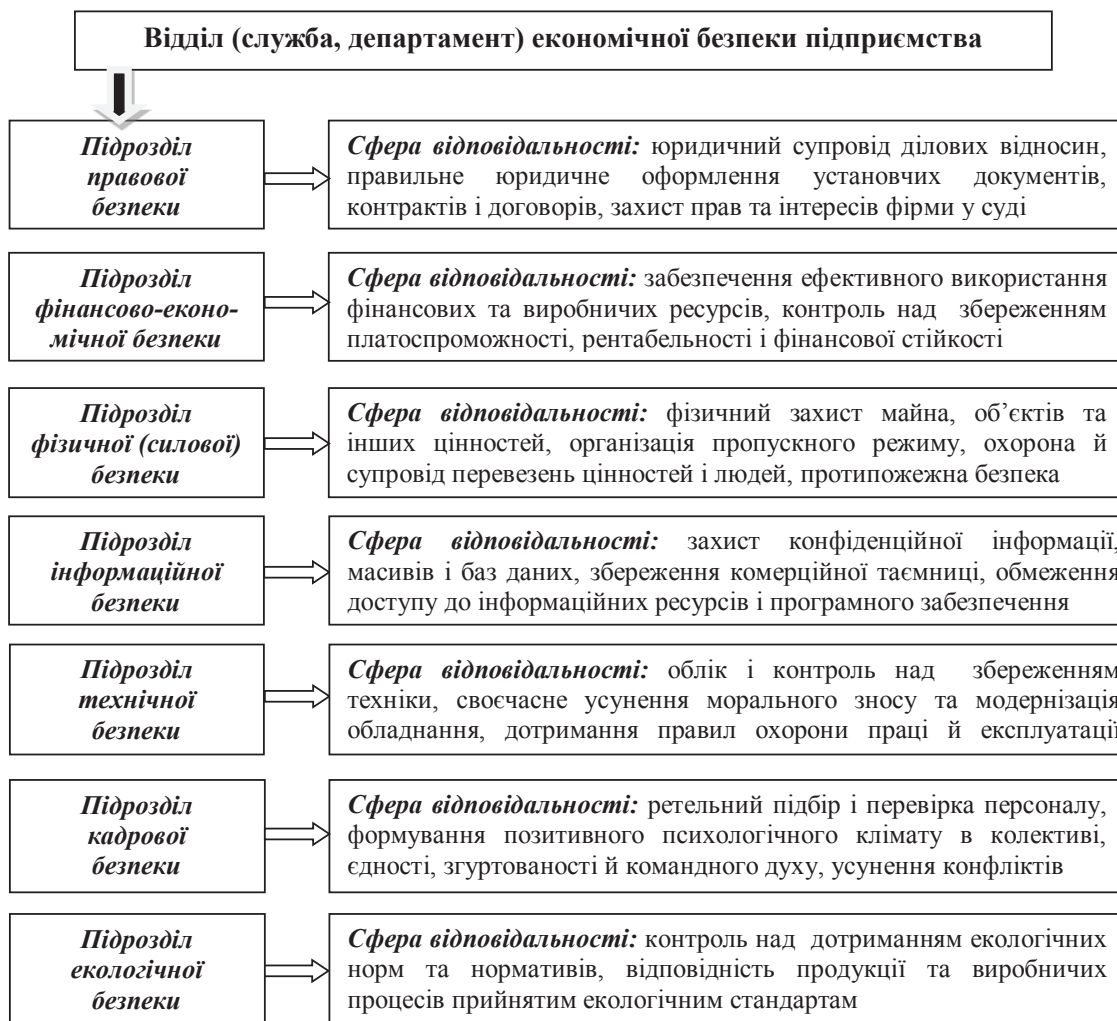 Відділ (служба, департамент) економічної безпеки підприємства
Підрозділ
правової
безпеки
Сфера відповідальності: юридичний супровід ділових відносин,
правильне юридичне оформлення установчих документів,
контрактів і договорів, захист прав та інтересів фірми у суді
Підрозділ
фінансово-еконо-
мічної безпеки
Сфера відповідальності: забезпечення ефективного використання
фінансових та виробничих ресурсів, контроль над збереженням
платоспроможності, рентабельності і фінансової стійкості
Підрозділ
фізичної (силової)
безпеки
Сфера відповідальності: фізичний захист майна, об’єктів та
інших цінностей, організація пропускного режиму, охорона й
супровід перевезень цінностей і людей, протипожежна безпека
Підрозділ
інформаційної
безпеки
Сфера відповідальності: захист конфіденційної інформації,
масивів і баз даних, збереження комерційної таємниці, обмеження
доступу до інформаційних ресурсів і програмного забезпечення
Підрозділ
технічної
безпеки
Сфера відповідальності: облік і контроль над збереженням
техніки, своєчасне усунення морального зносу та модернізація
обладнання, дотримання правил охорони праці й експлуатації
Підрозділ
кадрової
безпеки
Сфера відповідальності: ретельний підбір і перевірка персоналу,
формування позитивного психологічного клімату в колективі,
єдності, згуртованості й командного духу, усунення конфліктів
Підрозділ
екологічної
безпеки
Сфера відповідальності: контроль над дотриманням екологічних
норм та нормативів, відповідність продукції та виробничих
процесів прийнятим екологічним стандартам